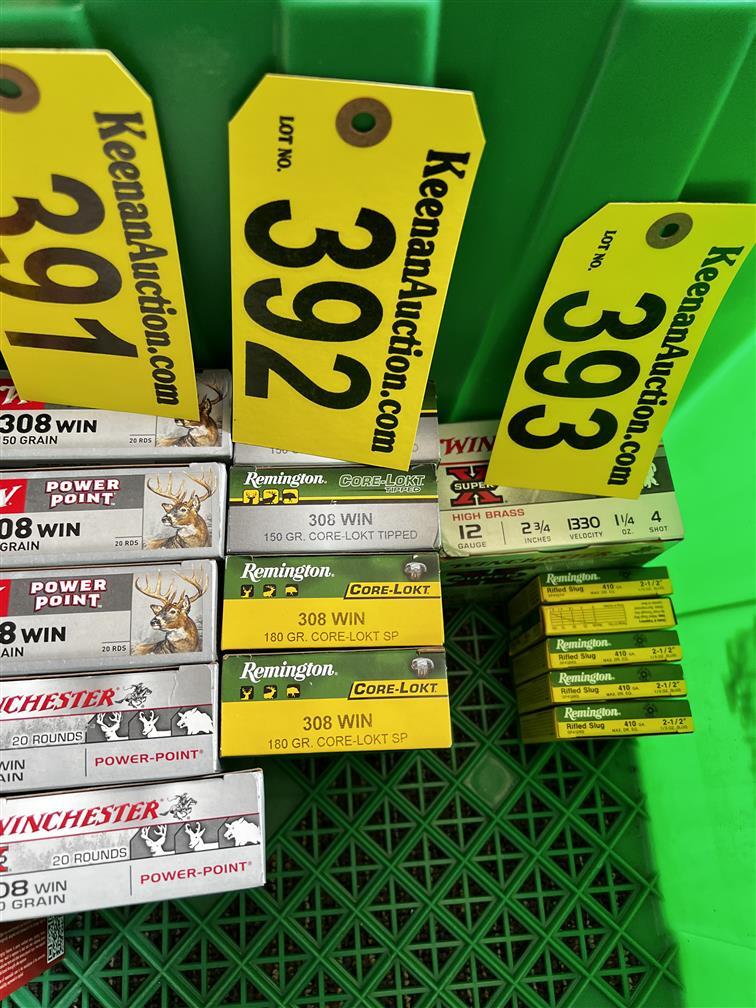 KeenanAuction.com
391
LOT NO.
KeenanAuction.com
392
LOT NO.
KeenanAuction.com
393
308 WIN
50 GRAIN
20 RDS
POWER
POINT™
08 WIN
GRAIN
20 RDS
POWER
POINT™
8 WIN
20 RDS
INCHESTER
20 ROUNDS
WIN
AIN
POWER-POINT®
WINCHESTER
20 ROUNDS
08 WIN
GRAIN
POWER-POINT®
Remington
CORE-LOKT
TIPPED
308 WIN
150 GR. CORE-LOKT TIPPED
Remington
CORE-LOKT
308 WIN
180 GR. CORE-LOKT SP
Remington
CORE-LOKT
308 WIN
180 GR. CORE-LOKT SP
WIN
SUPER X
HIGH BRASS
12 2 3/4 1330 1 1/4 4
GAUGE INCHES VELOCITY OZ. SHOT
Remington 410 GA. 2-1/2"
Rifled Slug
Remington 410 GA. 2-1/2"
Rifled Slug
Remington 410 GA. 2-1/2"
Rifled Slug
Remington 410 GA. 2-1/2"
Rifled Slug